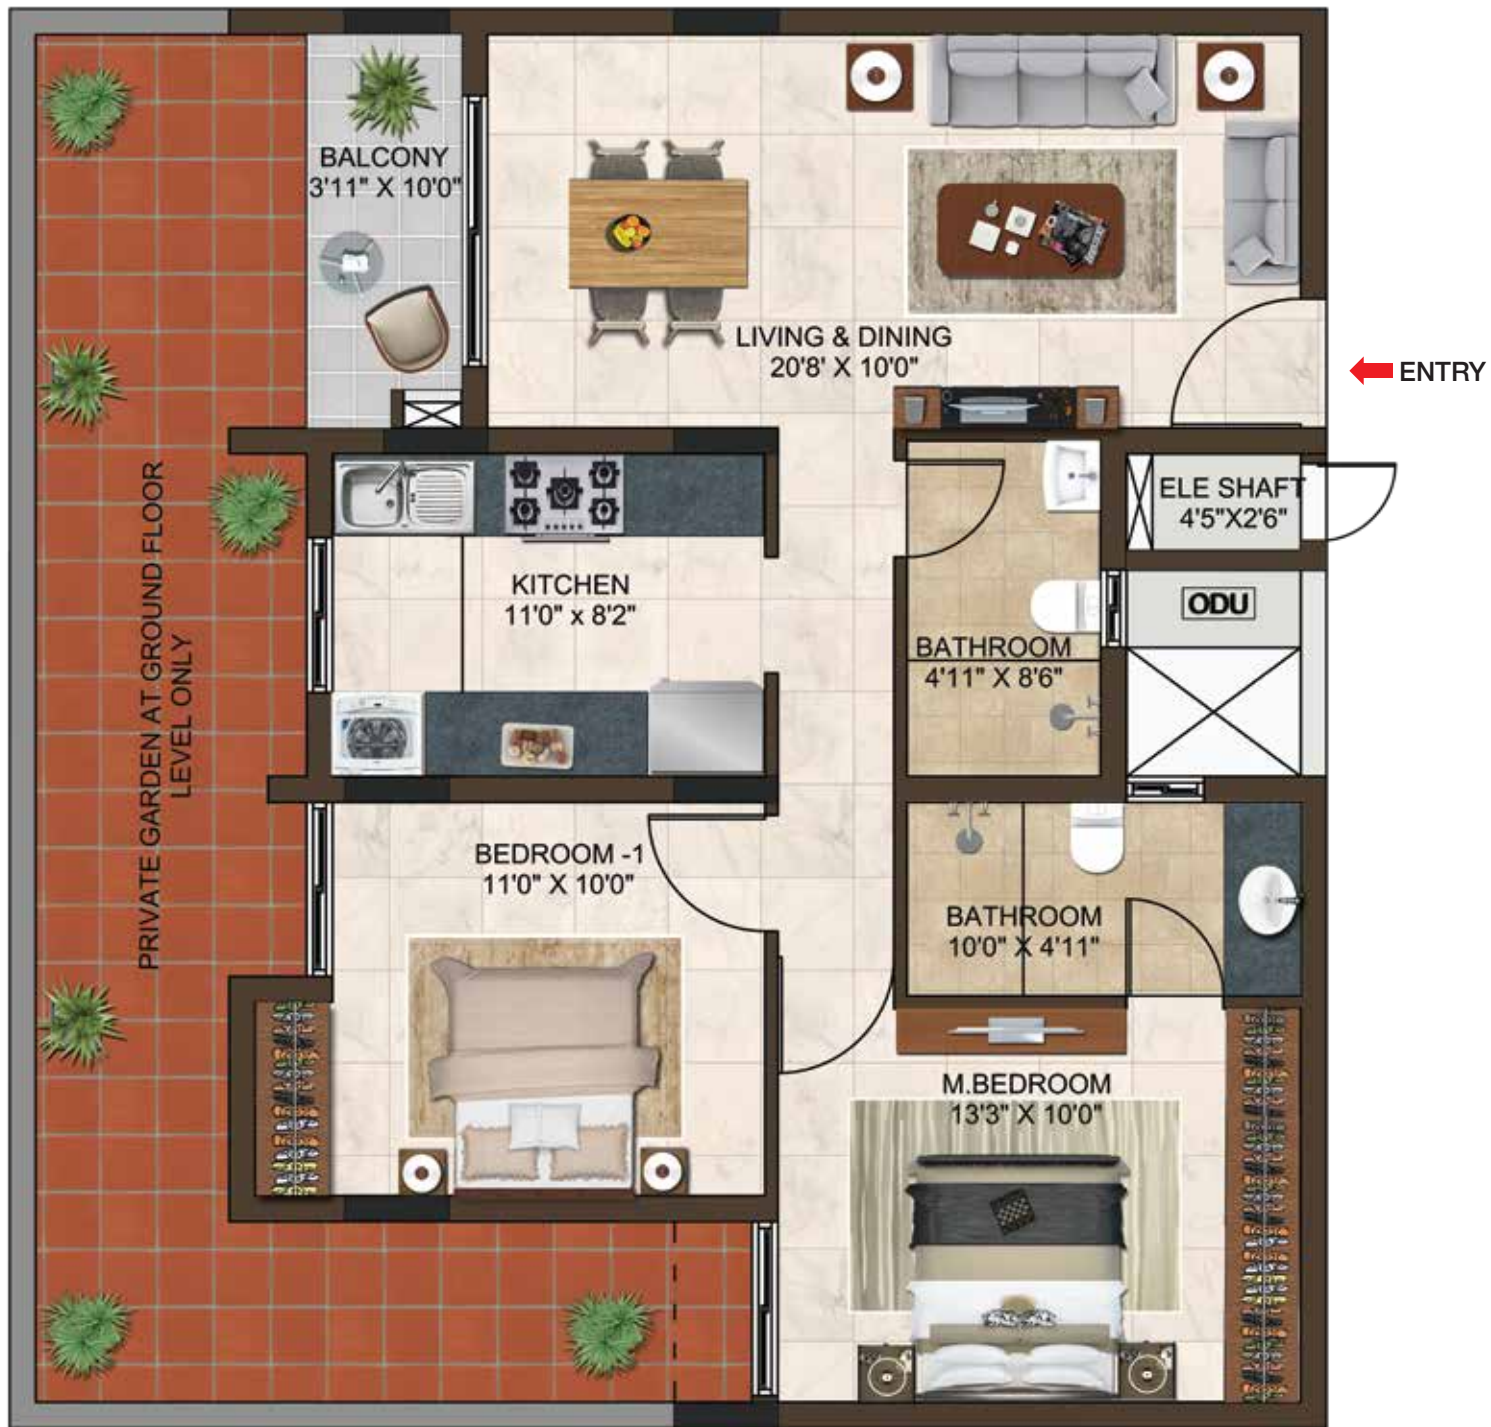 BALCONY
3'11" X 10'0"
LIVING & DINING
20'8' X 10'0"
ENTRY
ELE SHAFT
4'5"X2'6"
KITCHEN
11'0" x 8'2"
ODU
BATHROOM
4'11" X 8'6"
PRIVATE GARDEN AT GROUND FLOOR
LEVEL ONLY
BEDROOM -1
11'0" X 10'0"
BATHROOM
10'0" X 4'11"
M.BEDROOM
13'3" X 10'0"